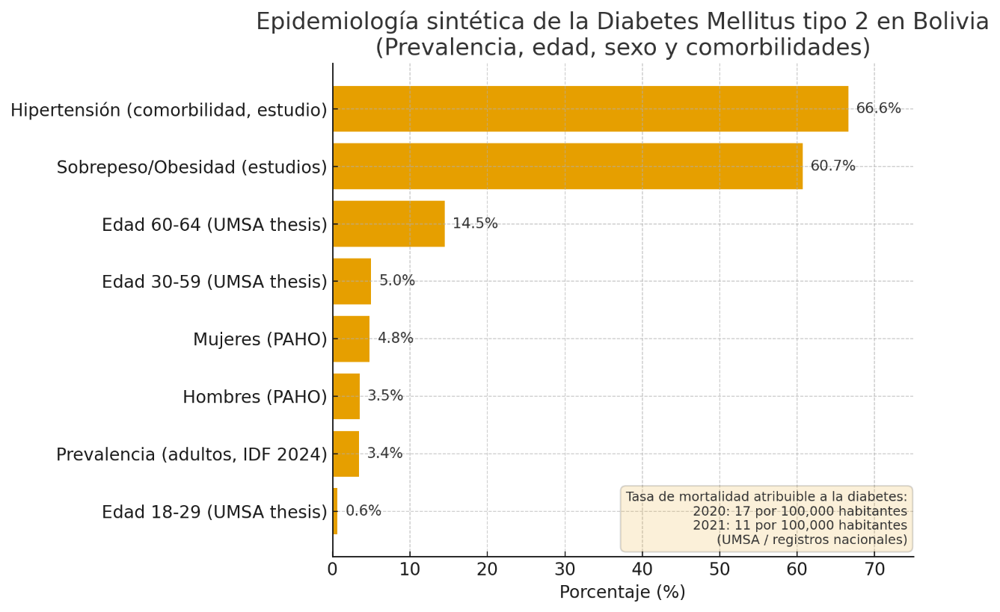 Epidemiología sintética de la Diabetes Mellitus tipo 2 en Bolivia
(Prevalencia, edad, sexo y comorbilidades)
Hipertensión (comorbilidad, estudio)
66.6%
Sobrepeso/Obesidad (estudios)
60.7%
Edad 60-64 (UMSA thesis)
14.5%
Edad 30-59 (UMSA thesis)
5.0%
Mujeres (PAHO)
4.8%
Hombres (PAHO)
3.5%
Prevalencia (adultos, IDF 2024)
3.4%
Edad 18-29 (UMSA thesis)
0.6%
Tasa de mortalidad atribuible a la diabetes:
2020: 17 por 100,000 habitantes
2021: 11 por 100,000 habitantes
(UMSA / registros nacionales)
0 10 20 30 40 50 60 70
Porcentaje (%)